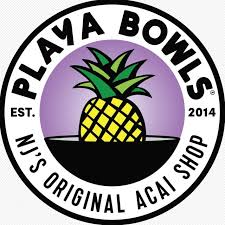 PLAYA BOWLS®
EST. 2014
NJ'S ORIGINAL ACAI SHOP